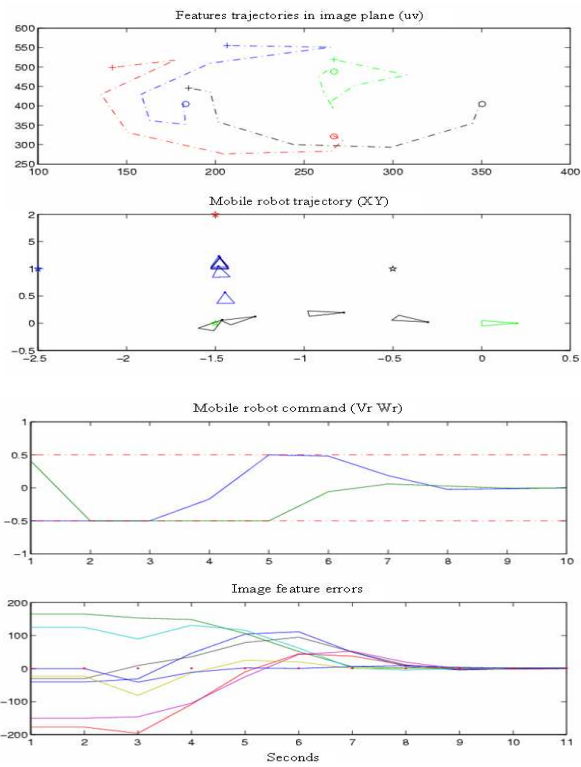 Features trajectories in image plane (uv)
600
550
500
450
400
350
300
250
100 150 200 250 300 350 400
Mobile robot trajectory (XY)
2
5
1
5
0
-0.5
-2.5 -2 -1.5 -1 -0.5 0 0.5
Mobile robot command (Vr Wr)
1
0.5
0
-0.5
-1
1 2 3 4 5 6 7 8 9 10
Image feature errors
200
100
0
-100
-200
1 2 3 4 5 6 7 8 9 10 11
Seconds